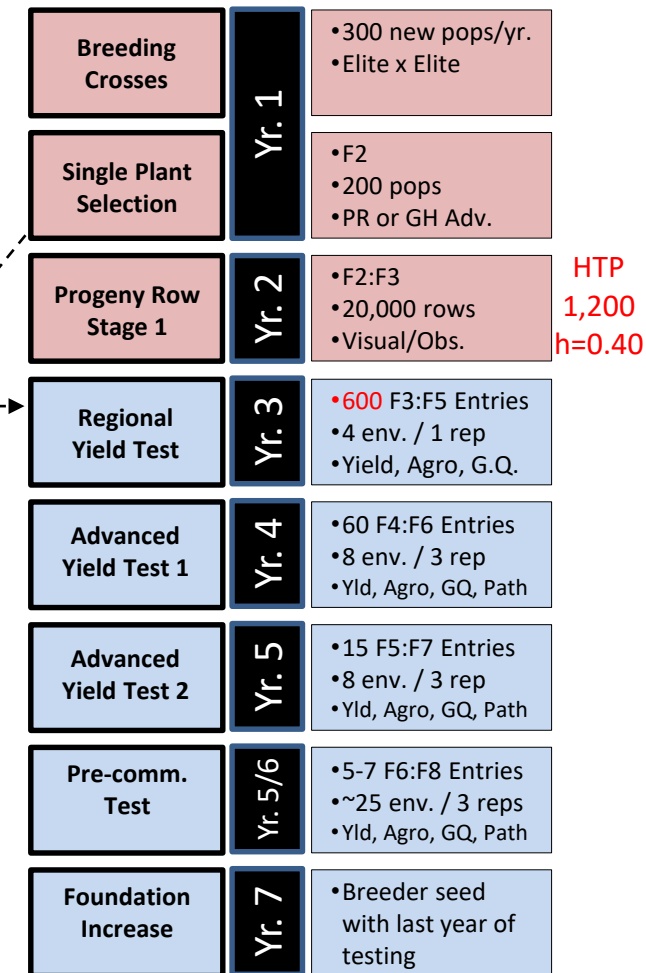 Breeding
Crosses
Yr. 1
•300 new pops/yr.
•Elite x Elite
Single Plant
Selection
•F2
•200 pops
•PR or GH Adv.
Progeny Row
Stage 1
Yr. 2
•F2:F3
•20,000 rows
•Visual/Obs.
HTP
1,200
h=0.40
Regional
Yield Test
Yr. 3
•600 F3:F5 Entries
•4 env. / 1 rep
•Yield, Agro, G.Q.
Advanced
Yield Test 1
Yr. 4
•60 F4:F6 Entries
•8 env. / 3 rep
•Yld, Agro, GQ, Path
Advanced
Yield Test 2
Yr. 5
•15 F5:F7 Entries
•8 env. / 3 rep
•Yld, Agro, GQ, Path
Pre-comm.
Test
Yr. 5/6
•5-7 F6:F8 Entries
•~25 env. / 3 reps
•Yld, Agro, GQ, Path
Foundation
Increase
Yr. 7
•Breeder seed
with last year of
testing